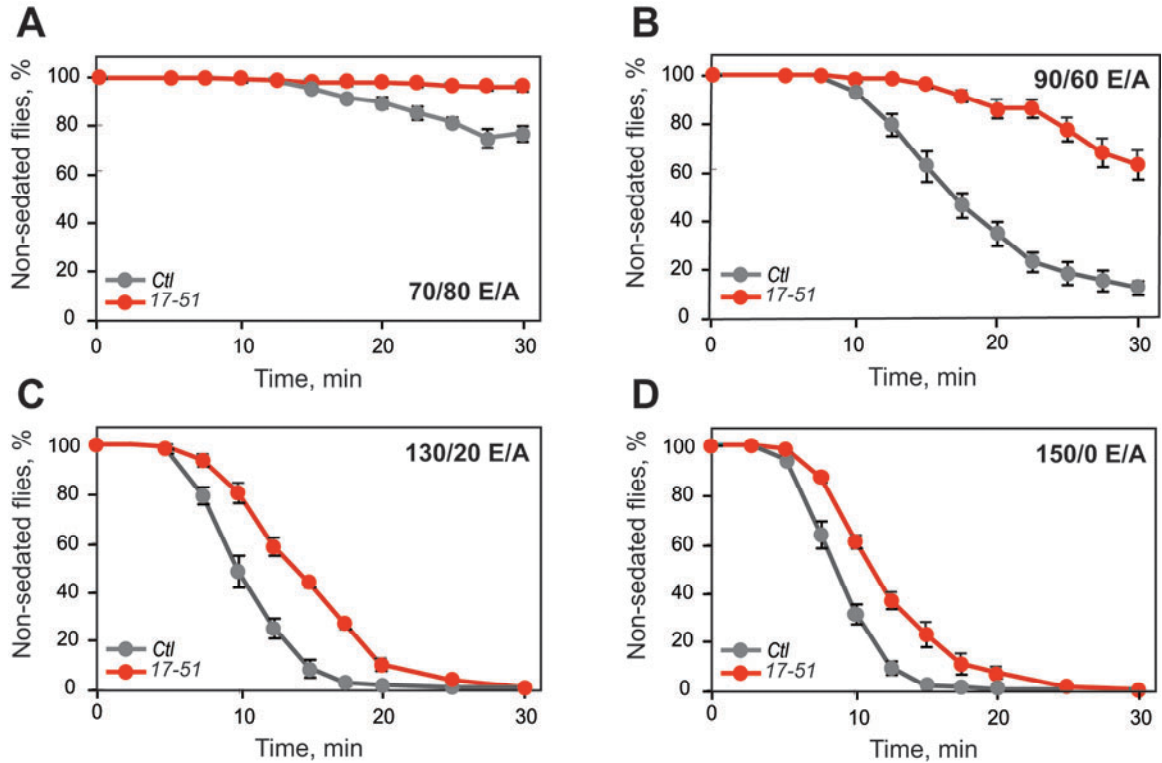 A
Non-sedated flies, %
100
80
60
40
20
0
Ctl
17-51
70/80 E/A
0 10 20 30
Time, min
B
Non-sedated flies, %
100
80
60
40
20
0
90/60 E/A
Ctl
17-51
0 10 20 30
Time, min
C
Non-sedated flies, %
100
80
60
40
20
0
130/20 E/A
Ctl
17-51
0 10 20 30
Time, min
D
Non-sedated flies, %
100
80
60
40
20
0
150/0 E/A
Ctl
17-51
0 10 20 30
Time, min